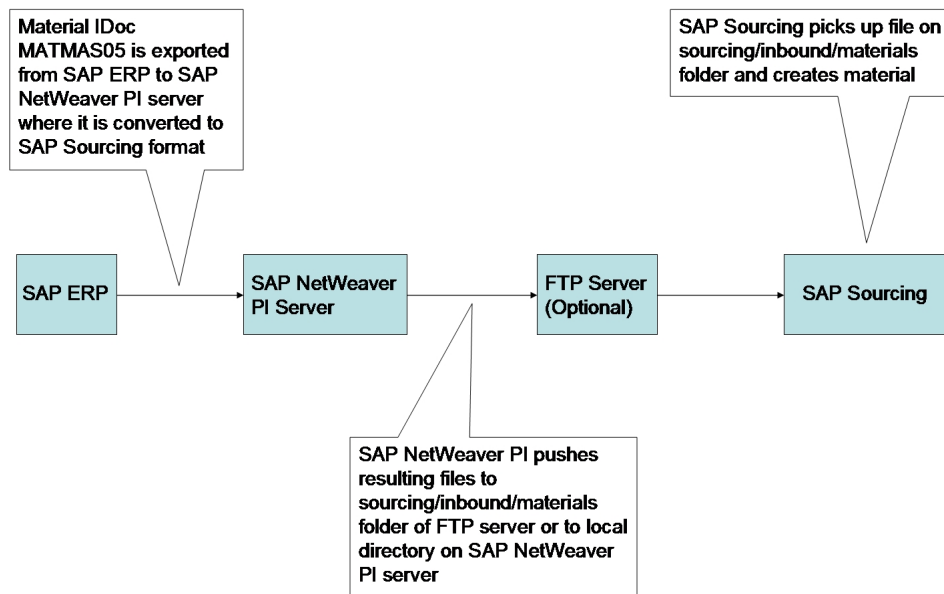 Material IDoc
MATMAS05 is exported
from SAP ERP to SAP
NetWeaver PI server
where it is converted to
SAP Sourcing format
SAP Sourcing picks up file on
sourcing/inbound/materials
folder and creates material
SAP ERP
SAP NetWeaver
PI Server
FTP Server
(Optional)
SAP Sourcing
SAP NetWeaver PI pushes
resulting files to
sourcing/inbound/materials
folder of FTP server or to local
directory on SAP NetWeaver
PI server